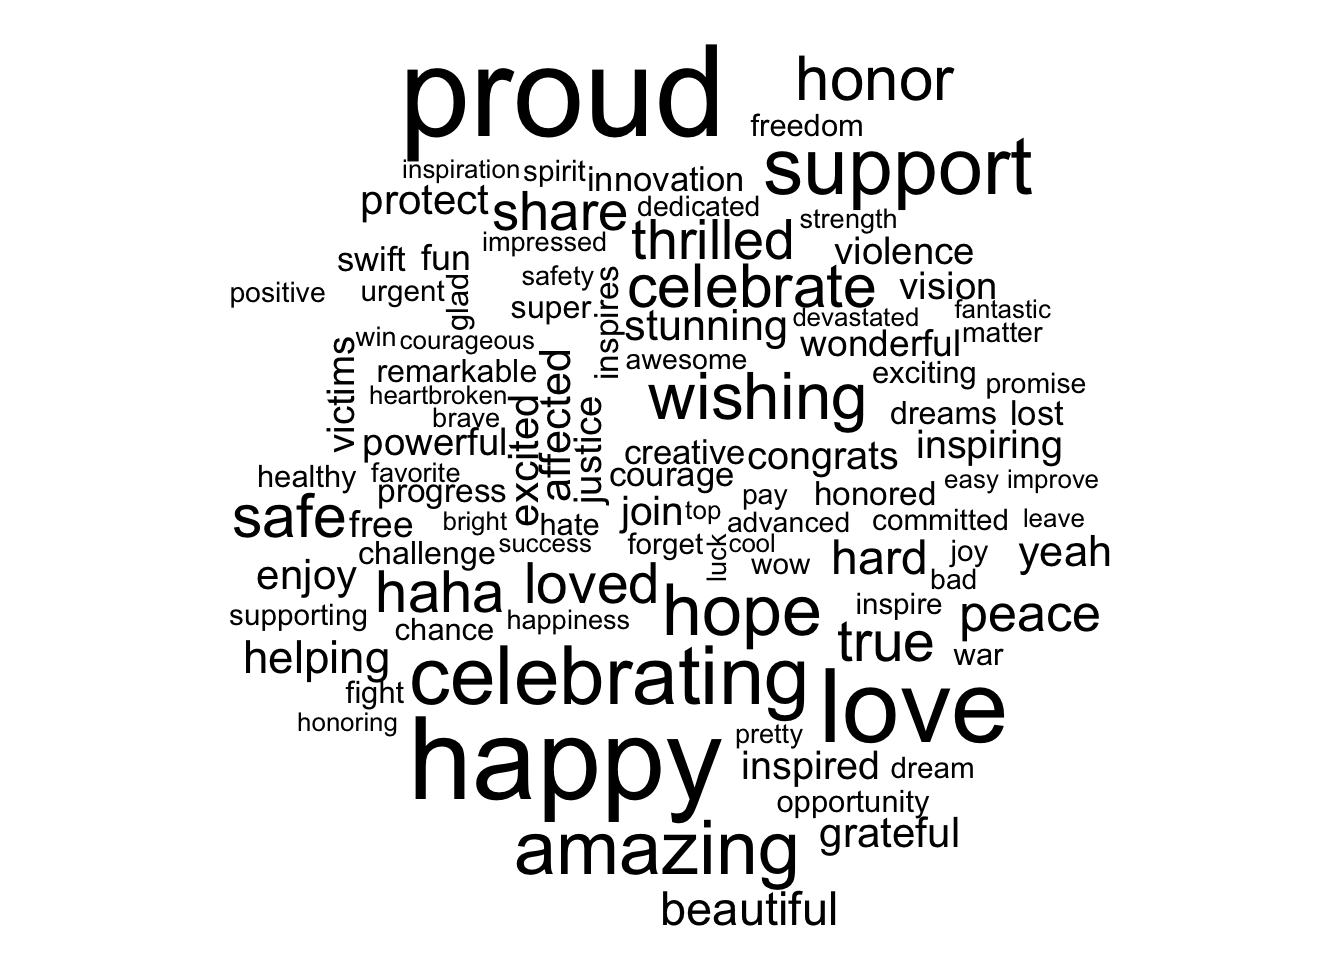 proud
honor
freedom
support
inspiration
spirit
innovation
protect
share
dedicated
strength
impressed
thrilled
violence
swift
fun
safety
celebrate
vision
positive
urgent
glad
super
inspires
stunning
devastated
fantastic
matter
win
courageous
wonderful
victims
remarkable
affected
awesome
exciting
promise
heartbroken
wishing
brave
excited
justice
dreams
lost
powerful
creative
congrats
inspiring
healthy
favorite
courage
progress
pay
honored
easy
improve
safe
free
bright
hate
join
top
advanced
committed
leave
challenge
success
forget
luck
cool
wow
hard
joy
yeah
enjoy
haha
loved
bad
supporting
chance
happiness
hope
inspire
peace
helping
true
war
fight
celebrating
love
honoring
happy
pretty
inspired
dream
opportunity
amazing
grateful
beautiful